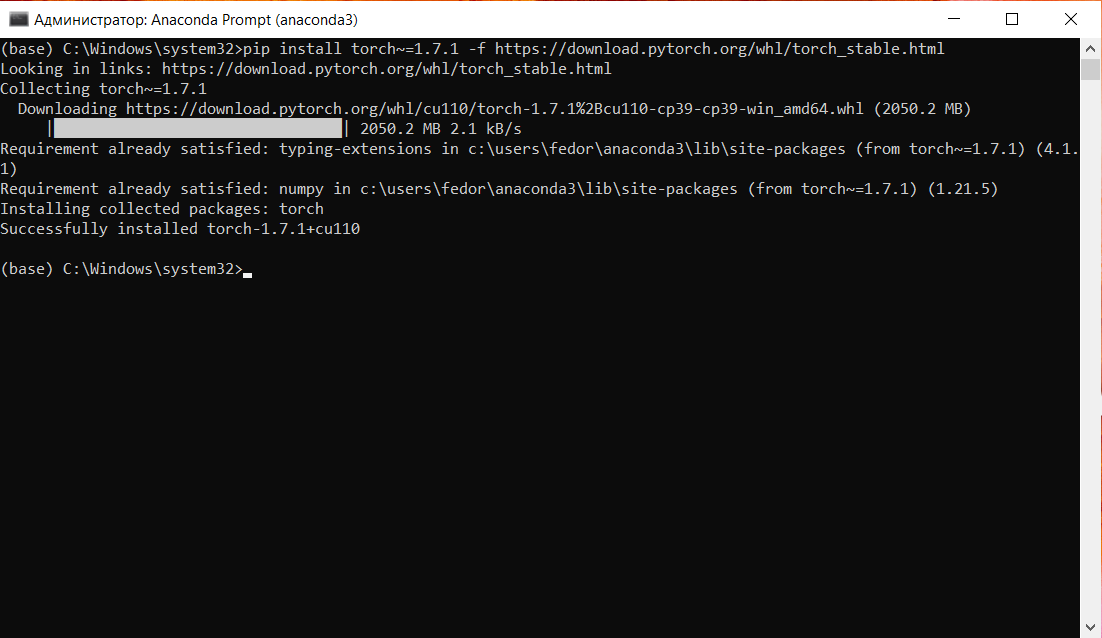 Администратор: Anaconda Prompt (anaconda3)
(base) C:\Windows\system32>pip install torch~=1.7.1 -f https://download.pytorch.org/whl/torch_stable.html
Looking in links: https://download.pytorch.org/whl/torch_stable.html
Collecting torch~=1.7.1
  Downloading https://download.pytorch.org/whl/cu110/torch-1.7.1%2Bcu110-cp39-cp39-win_amd64.whl (2050.2 MB)
     |████████████████████████████████| 2050.2 MB 2.1 kB/s
Requirement already satisfied: typing-extensions in c:\users\fedor\anaconda3\lib\site-packages (from torch~=1.7.1) (4.1.
1)
Requirement already satisfied: numpy in c:\users\fedor\anaconda3\lib\site-packages (from torch~=1.7.1) (1.21.5)
Installing collected packages: torch
Successfully installed torch-1.7.1+cu110
(base) C:\Windows\system32>